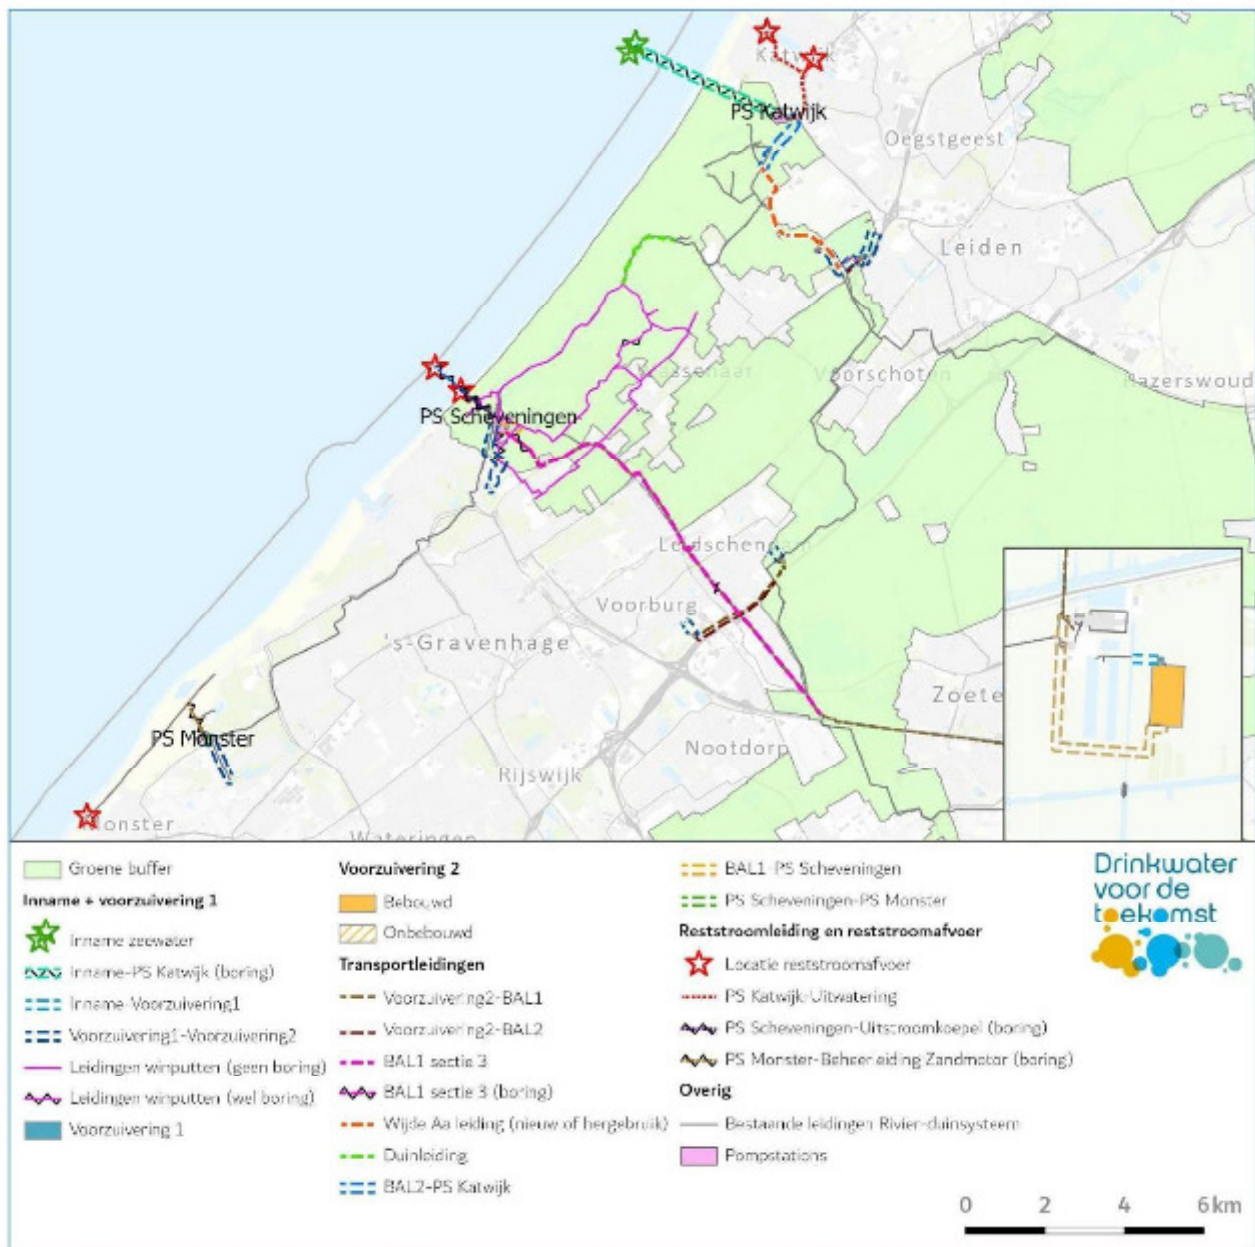 Katwijk
PS Katwijk
Oegstgeest
Leiden
Wassenaar
Voorschoten
Hazerswoud
PS Scheveningen
Leidschendam
Voorburg
's-Gravenhage
Zoete
PS Monster
Nootdorp
Rijswijk
Monster
Wateringen
Groene buffer
Inname + voorzuivering 1
Inname zeewater
Inname-PS Katwijk (boring)
Inname-Voorzuivering1
Voorzuivering1-Voorzuivering2
Leidingen winputten (geen boring)
Leidingen winputten (wel boring)
Voorzuivering 1
Voorzuivering 2
Bebouwd
Onbebouwd
Transportleidingen
Voorzuivering2-BAL1
Voorzuivering2-BAL2
BAL1 sectie 3
BAL1 sectie 3 (boring)
Wijde Aa leiding (nieuw of hergebruik)
Duinleiding
BAL2-PS Katwijk
BAL1-PS Scheveningen
PS Scheveningen-PS Monster
Reststroomleiding en reststroomafvoer
Locatie reststroomafvoer
PS Katwijk-Uitwatering
PS Scheveningen-Uitstroomkoepel (boring)
PS Monster-Beheerleiding Zandmotor (boring)
Overig
Bestaande leidingen Rivier-duinsysteem
Pompstations
Drinkwater
voor de
toekomst
0 2 4 6 km